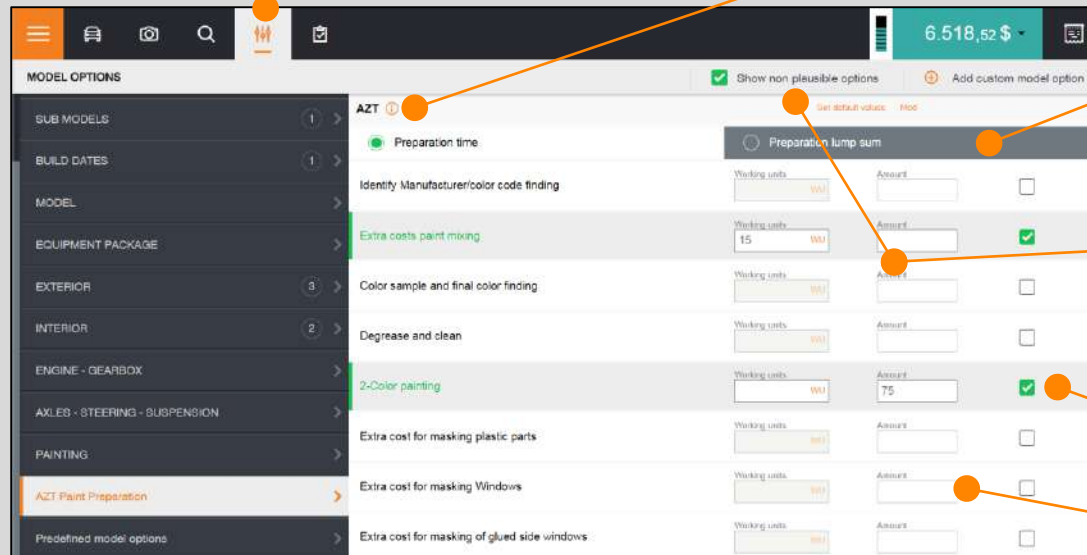 6.518,52 $
MODEL OPTIONS
Show non plausible options
Add custom model option
SUB MODELS 1
BUILD DATES 1
MODEL
EQUIPMENT PACKAGE
EXTERIOR 3
INTERIOR 2
ENGINE - GEARBOX
AXLES - STEERING - SUSPENSION
PAINTING
AZT Paint Preparation
Predefined model options
AZT
Set default values Mod
Preparation time
Preparation lump sum
Identify Manufacturer/color code finding
Working units Amount
WU
Extra costs paint mixing
Working units Amount
15 WU
Color sample and final color finding
Working units Amount
WU
Degrease and clean
Working units Amount
WU
2-Color painting
Working units Amount
WU 75
Extra cost for masking plastic parts
Working units Amount
WU
Extra cost for masking Windows
Working units Amount
WU
Extra cost for masking of glued side windows
Working units Amount
WU